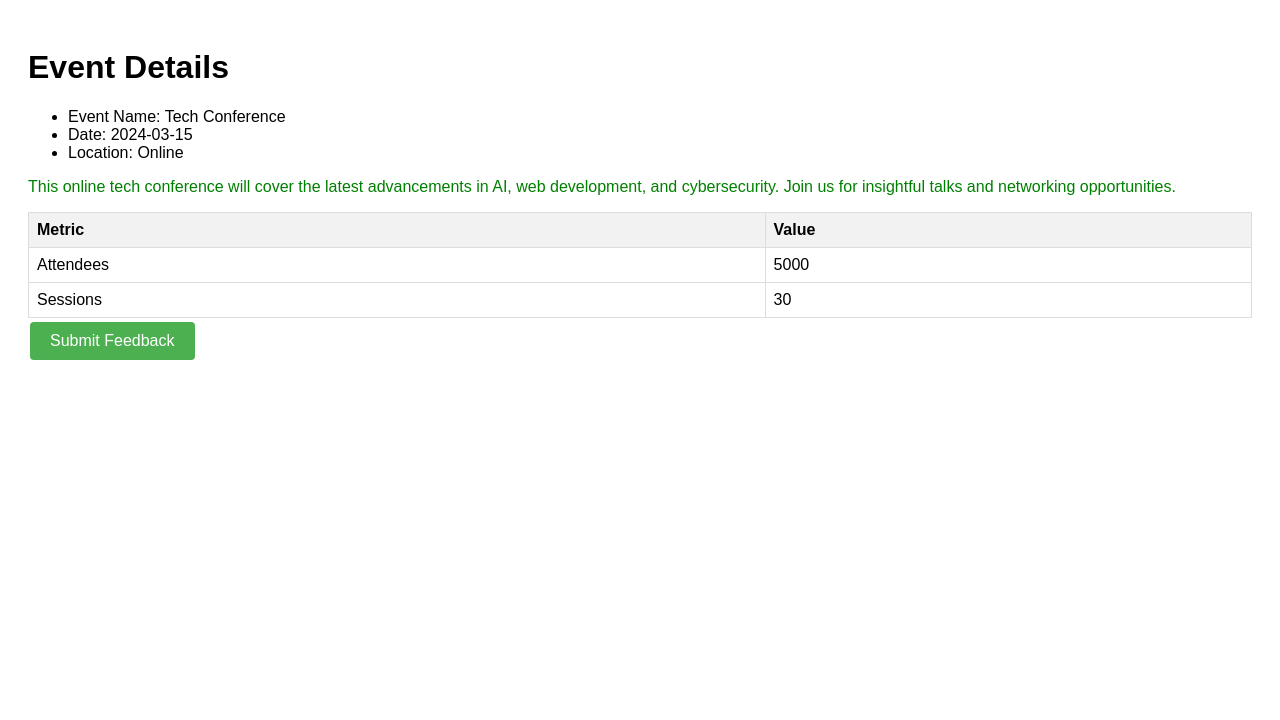 Event Details
Event Name: Tech Conference
Date: 2024-03-15
Location: Online
This online tech conference will cover the latest advancements in AI, web development, and cybersecurity. Join us for insightful talks and networking opportunities.
Metric Value
Attendees 5000
Sessions 30
Submit Feedback